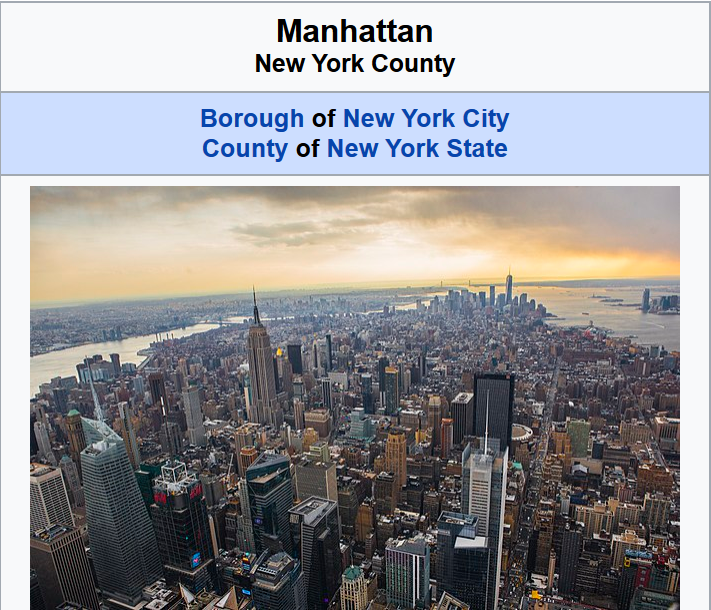 Manhattan
New York County
Borough of New York City
County of New York State